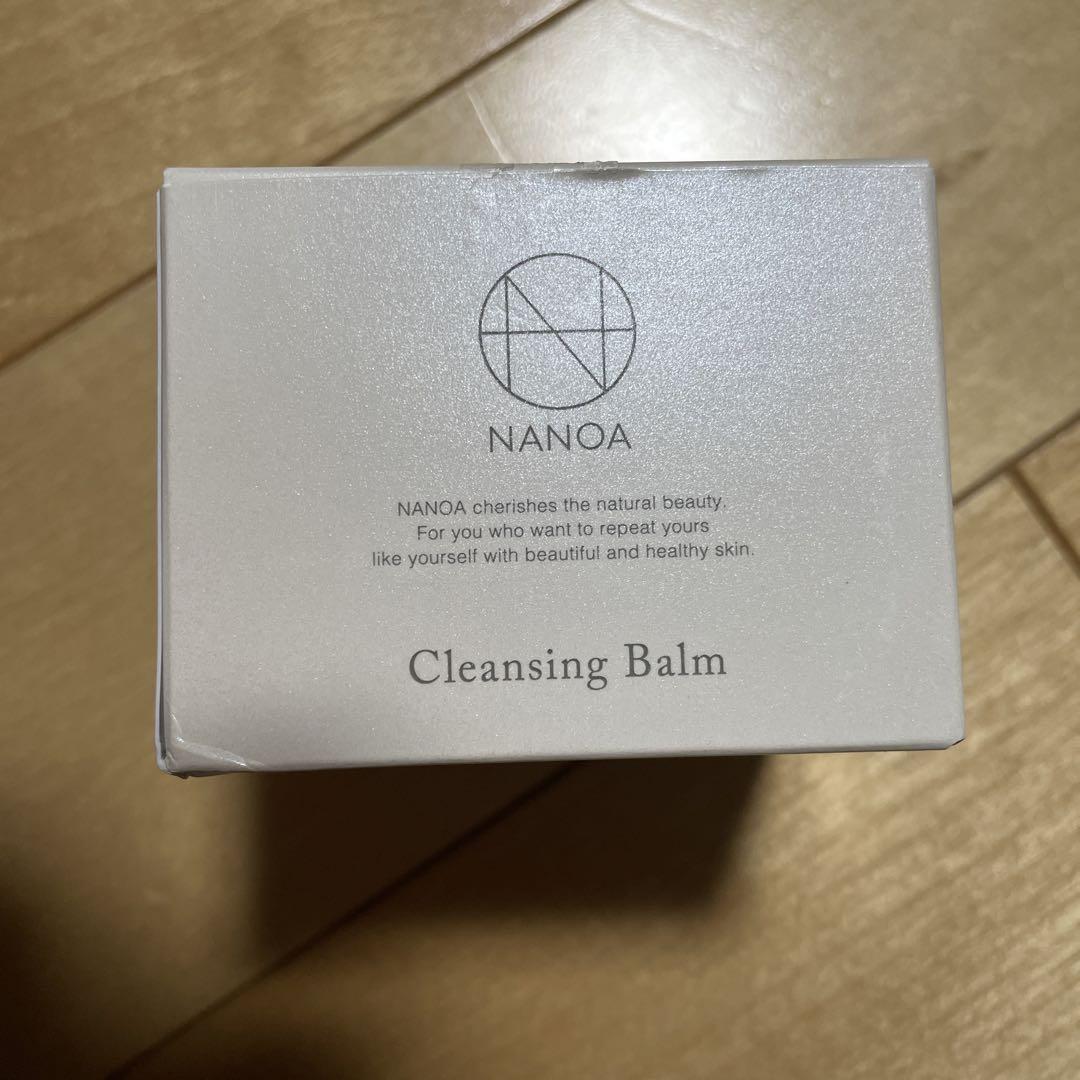 NANOA
NANOA cherishes the natural beauty.
For you who want to repeat yours
like yourself with beautiful and healthy skin.
Cleansing Balm